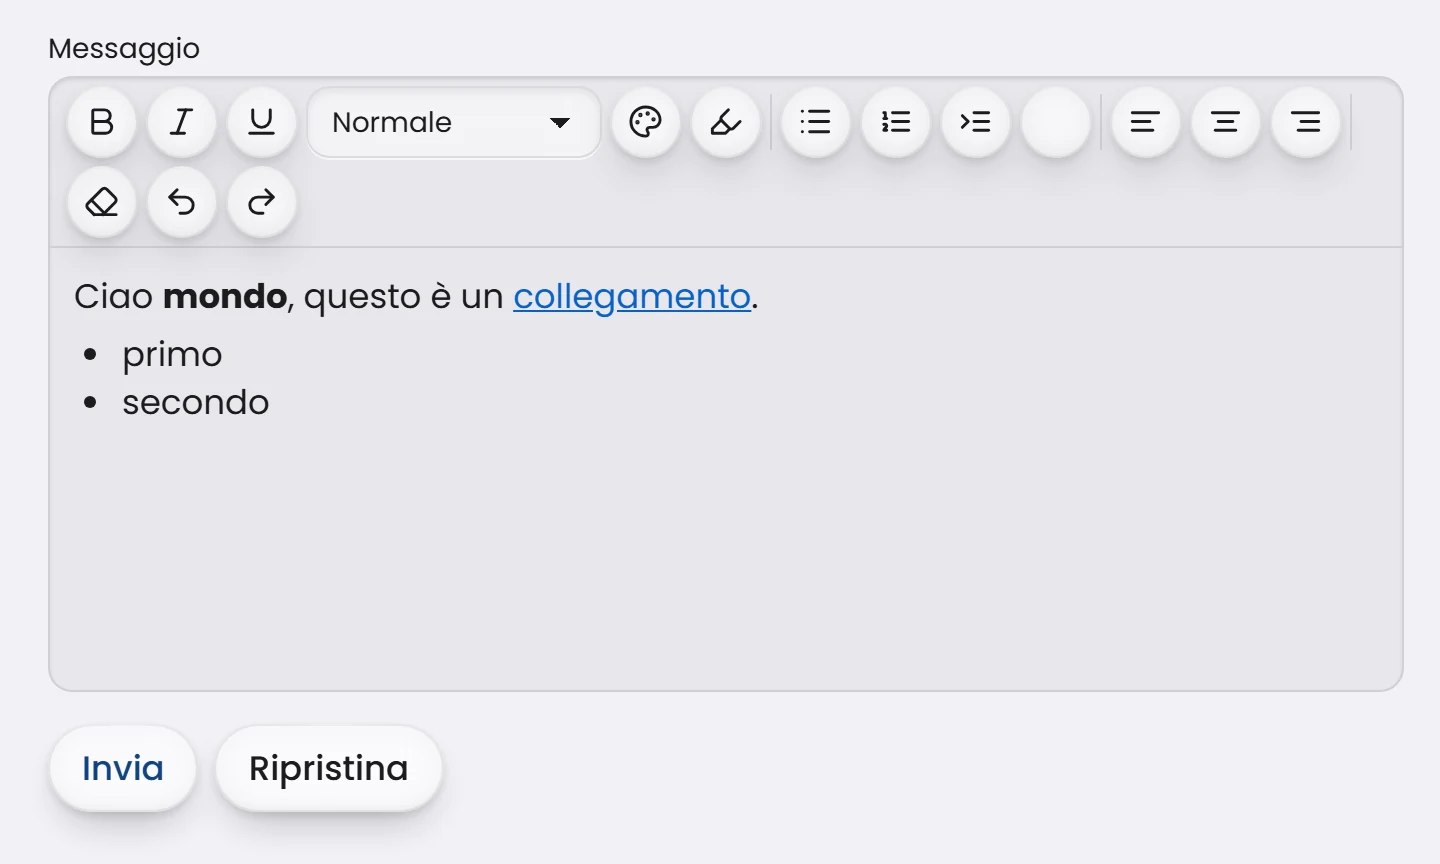 Messaggio
Normale
Ciao mondo, questo è un collegamento.
• primo
• secondo
Invia
Ripristina